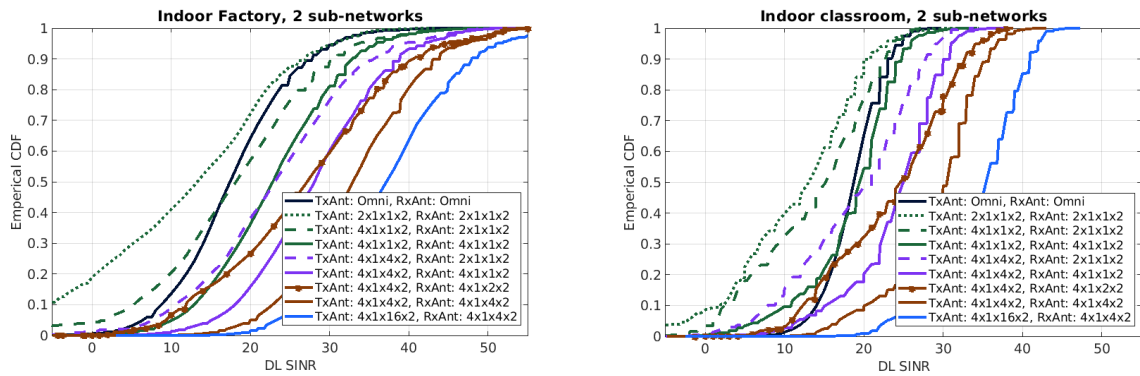 Indoor Factory, 2 sub-networks
1
0.9
0.8
0.7
0.6
0.5
0.4
0.3
0.2
0.1
0
Emperical CDF
0 10 20 30 40 50
DL SINR
TxAnt: Omni, RxAnt: Omni
TxAnt: 2x1x1x2, RxAnt: 2x1x1x2
TxAnt: 4x1x1x2, RxAnt: 2x1x1x2
TxAnt: 4x1x1x2, RxAnt: 4x1x1x2
TxAnt: 4x1x4x2, RxAnt: 2x1x1x2
TxAnt: 4x1x4x2, RxAnt: 4x1x1x2
TxAnt: 4x1x4x2, RxAnt: 4x1x2x2
TxAnt: 4x1x4x2, RxAnt: 4x1x4x2
TxAnt: 4x1x16x2, RxAnt: 4x1x4x2
Indoor classroom, 2 sub-networks
1
0.9
0.8
0.7
0.6
0.5
0.4
0.3
0.2
0.1
0
Emperical CDF
0 10 20 30 40 50
DL SINR
TxAnt: Omni, RxAnt: Omni
TxAnt: 2x1x1x2, RxAnt: 2x1x1x2
TxAnt: 4x1x1x2, RxAnt: 2x1x1x2
TxAnt: 4x1x1x2, RxAnt: 4x1x1x2
TxAnt: 4x1x4x2, RxAnt: 2x1x1x2
TxAnt: 4x1x4x2, RxAnt: 4x1x1x2
TxAnt: 4x1x4x2, RxAnt: 4x1x2x2
TxAnt: 4x1x4x2, RxAnt: 4x1x4x2
TxAnt: 4x1x16x2, RxAnt: 4x1x4x2